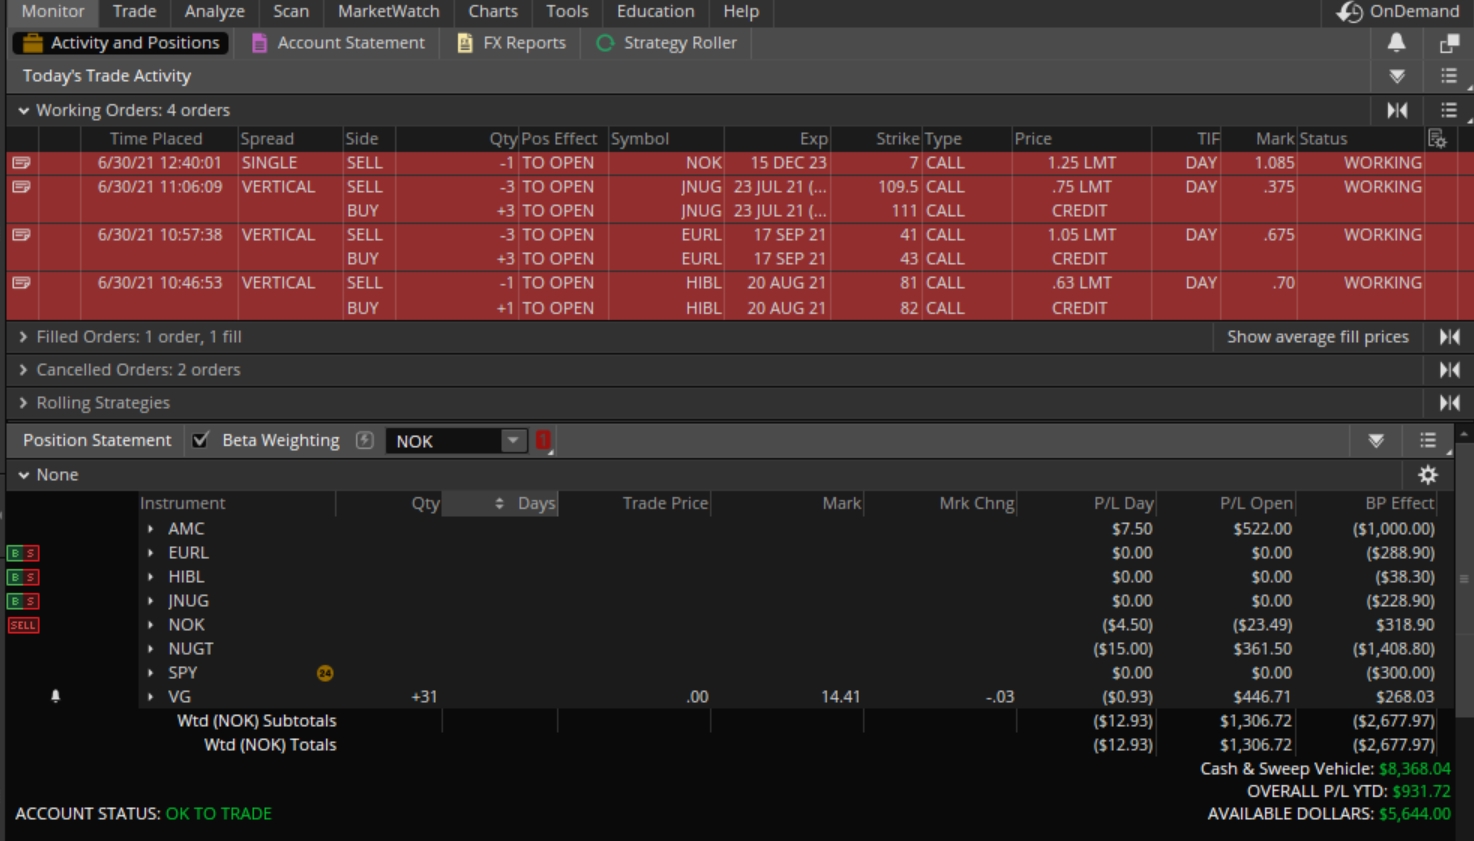 Monitor Trade Analyze Scan MarketWatch Charts Tools Education Help OnDemand
Activity and Positions Account Statement FX Reports Strategy Roller
Today's Trade Activity
Working Orders: 4 orders
Time Placed Spread Side Qty Pos Effect Symbol Exp Strike Type Price TIF Mark Status
6/30/21 12:40:01 SINGLE SELL -1 TO OPEN NOK 15 DEC 23 7 CALL 1.25 LMT DAY 1.085 WORKING
6/30/21 11:06:09 VERTICAL SELL -3 TO OPEN JNUG 23 JUL 21 (... 109.5 CALL .75 LMT DAY .375 WORKING
BUY +3 TO OPEN JNUG 23 JUL 21 (... 111 CALL CREDIT
6/30/21 10:57:38 VERTICAL SELL -3 TO OPEN EURL 17 SEP 21 41 CALL 1.05 LMT DAY .675 WORKING
BUY +3 TO OPEN EURL 17 SEP 21 43 CALL CREDIT
6/30/21 10:46:53 VERTICAL SELL -1 TO OPEN HIBL 20 AUG 21 81 CALL .63 LMT DAY .70 WORKING
BUY +1 TO OPEN HIBL 20 AUG 21 82 CALL CREDIT
Filled Orders: 1 order, 1 fill Show average fill prices
Cancelled Orders: 2 orders
Rolling Strategies
Position Statement Beta Weighting NOK 1
None
Instrument Qty Days Trade Price Mark Mrk Chng P/L Day P/L Open BP Effect
AMC $7.50 $522.00 ($1,000.00)
B S EURL $0.00 $0.00 ($288.90)
B S HIBL $0.00 $0.00 ($38.30)
B S JNUG $0.00 $0.00 ($228.90)
SELL NOK ($4.50) ($23.49) $318.90
NUGT ($15.00) $361.50 ($1,408.80)
SPY 24 $0.00 $0.00 ($300.00)
VG +31 .00 14.41 -.03 ($0.93) $446.71 $268.03
Wtd (NOK) Subtotals ($12.93) $1,306.72 ($2,677.97)
Wtd (NOK) Totals ($12.93) $1,306.72 ($2,677.97)
Cash & Sweep Vehicle: $8,368.04
OVERALL P/L YTD: $931.72
ACCOUNT STATUS: OK TO TRADE AVAILABLE DOLLARS: $5,644.00